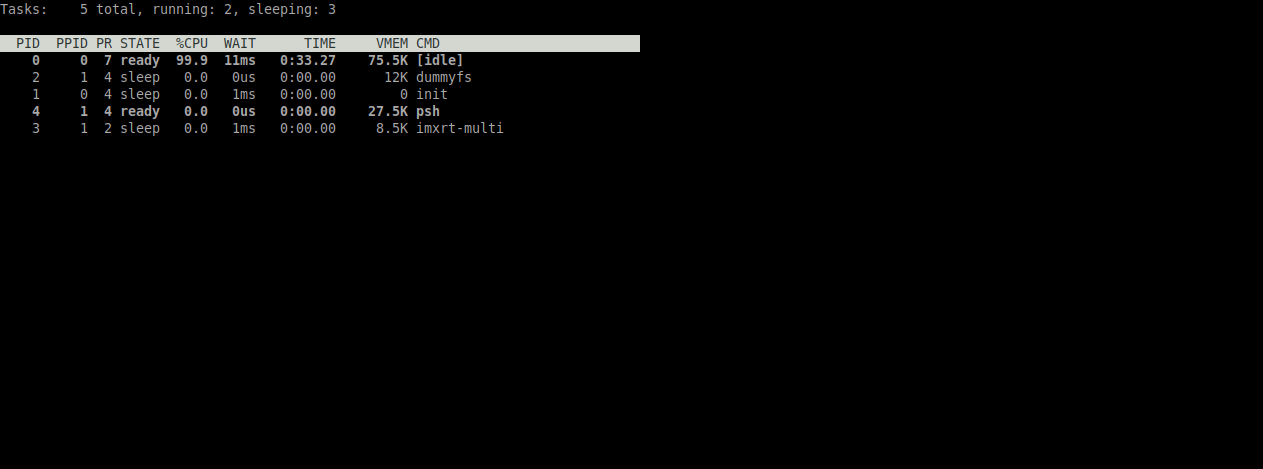 Tasks:    5 total, running: 2, sleeping: 3
  PID  PPID PR STATE  %CPU  WAIT      TIME     VMEM CMD
    0     0  7 ready  99.9  11ms   0:33.27    75.5K [idle]
    2     1  4 sleep   0.0   0us   0:00.00      12K dummyfs
    1     0  4 sleep   0.0   1ms   0:00.00        0 init
    4     1  4 ready   0.0   0us   0:00.00    27.5K psh
    3     1  2 sleep   0.0   1ms   0:00.00     8.5K imxrt-multi